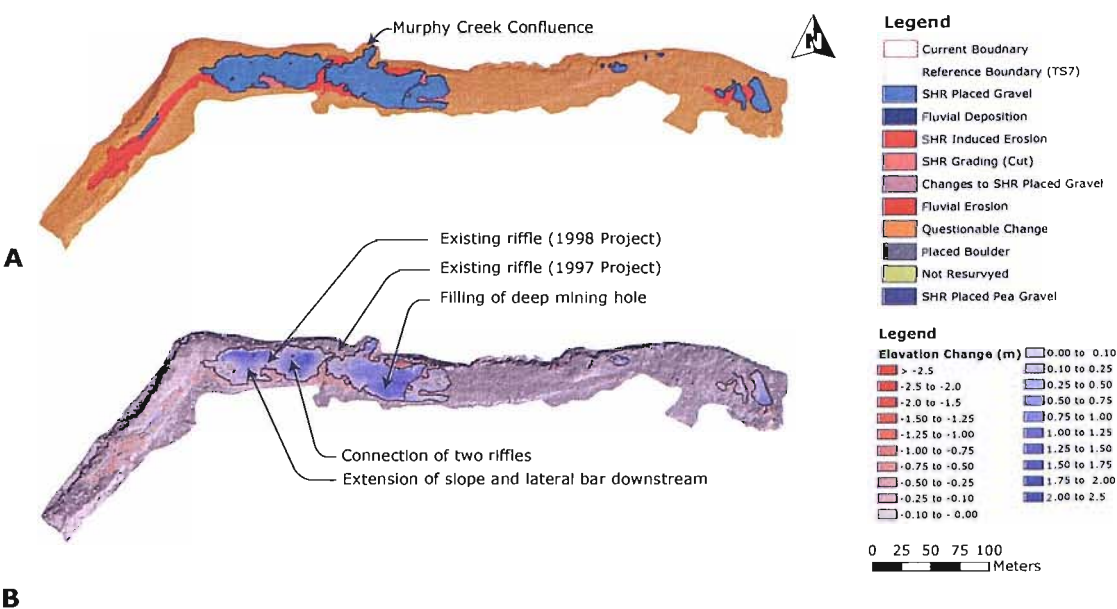 A
Murphy Creek Confluence
N
Legend
Current Boudnary
Reference Boundary (TS7)
SHR Placed Gravel
Fluvial Deposition
SHR Induced Erosion
SHR Grading (Cut)
Changes to SHR Placed Gravel
Fluvial Erosion
Questionable Change
Placed Boulder
Not Resurvyed
SHR Placed Pea Gravel
Existing riffle (1998 Project)
Existing riffle (1997 Project)
Filling of deep mining hole
Connection of two riffles
Extension of slope and lateral bar downstream
B
Legend
Elevation Change (m)
> -2.5
-2.5 to -2.0
-2.0 to -1.5
-1.50 to -1.25
-1.25 to -1.00
-1.00 to -0.75
-0.75 to -0.50
-0.50 to -0.25
-0.25 to -0.10
-0.10 to - 0.00
0.00 to 0.10
0.10 to 0.25
0.25 to 0.50
0.50 to 0.75
0.75 to 1.00
1.00 to 1.25
1.25 to 1.50
1.50 to 1.75
1.75 to 2.00
2.00 to 2.5
0 25 50 75 100
Meters